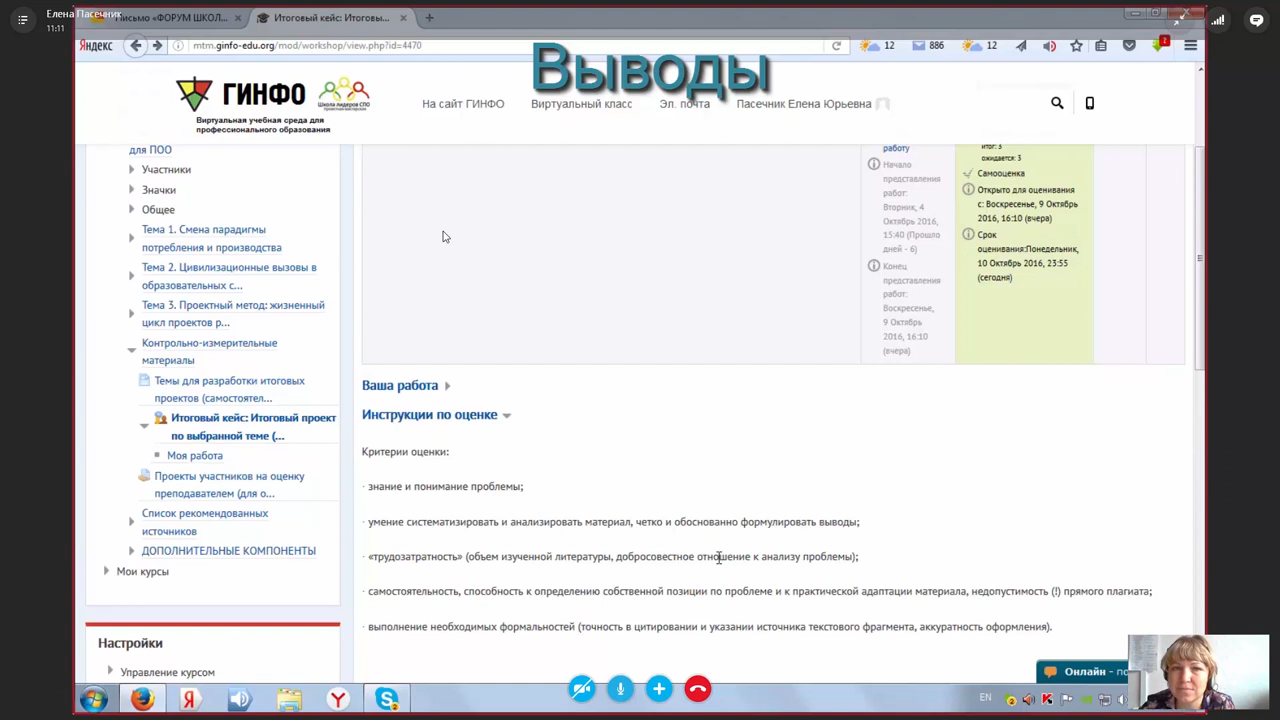 Елена Пасечник
11:11
Письмо «ФОРУМ ШКОЛ...
Итоговый кейс: Итоговы...
Яндекс
mtm.ginfo-edu.org/mod/workshop/view.php?id=4470
12
886
12
Выводы
ГИНФО
Школа лидеров СПО
Виртуальная учебная среда для
профессионального образования
На сайт ГИНФО
Виртуальный класс
Эл. почта
Пасечник Елена Юрьевна
для ПОО
Участники
Значки
Общее
Тема 1. Смена парадигмы
потребления и производства
Тема 2. Цивилизационные вызовы в
образовательных с...
Тема 3. Проектный метод: жизненный
цикл проектов р...
Контрольно-измерительные
материалы
Темы для разработки итоговых
проектов (самостоятел...
Итоговый кейс: Итоговый проект
по выбранной теме (...
Моя работа
Проекты участников на оценку
преподавателем (для о...
Список рекомендованных
источников
ДОПОЛНИТЕЛЬНЫЕ КОМПОНЕНТЫ
Мои курсы
Настройки
Управление курсом
работу
Начало
представления
работ:
Вторник, 4
Октябрь 2016,
15:40 (Прошло
дней - 6)
Конец
представления
работ:
Воскресенье,
9 Октябрь
2016, 16:10
(вчера)
итог: 3
ожидается: 3
Самооценка
Открыто для оценивания
с: Воскресенье, 9 Октябрь
2016, 16:10 (вчера)
Срок
оценивания:Понедельник,
10 Октябрь 2016, 23:55
(сегодня)
Ваша работа
Инструкции по оценке
Критерии оценки:
· знание и понимание проблемы;
· умение систематизировать и анализировать материал, четко и обоснованно формулировать выводы;
· «трудозатратность» (объем изученной литературы, добросовестное отношение к анализу проблемы);
· самостоятельность, способность к определению собственной позиции по проблеме и к практической адаптации материала, недопустимость (!) прямого плагиата;
· выполнение необходимых формальностей (точность в цитировании и указании источника текстового фрагмента, аккуратность оформления).
Онлайн - по
EN